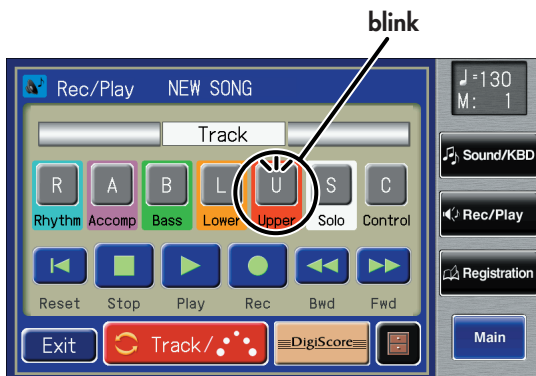 blink
Rec/Play NEW SONG
♩=130
M: 1
Track
R A B L U S C
Rhythm Accomp Bass Lower Upper Solo Control
Reset Stop Play Rec Bwd Fwd
Exit Track/ DigiScore
Sound/KBD
Rec/Play
Registration
Main